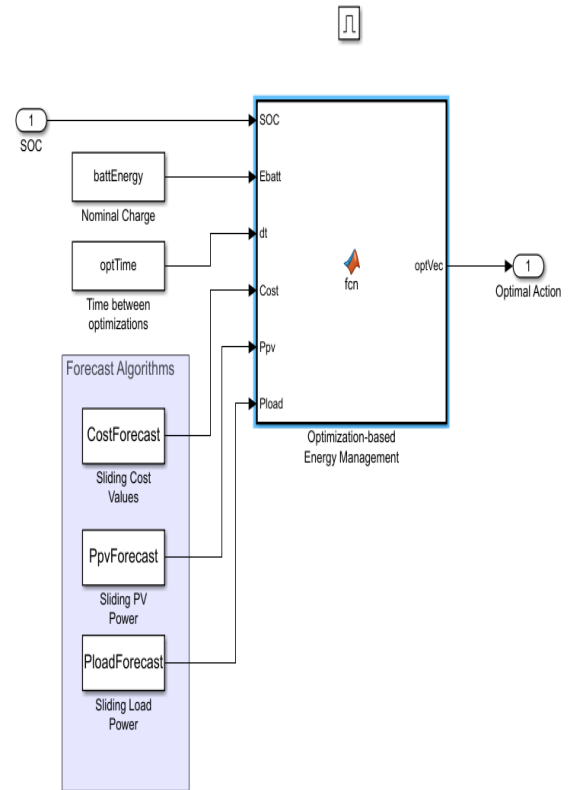 1
SOC
battEnergy
Nominal Charge
optTime
Time between
optimizations
Forecast Algorithms
CostForecast
Sliding Cost
Values
PpvForecast
Sliding PV
Power
PloadForecast
Sliding Load
Power
SOC
Ebatt
dt
Cost
Ppv
Pload
fcn
optVec
Optimization-based
Energy Management
1
Optimal Action